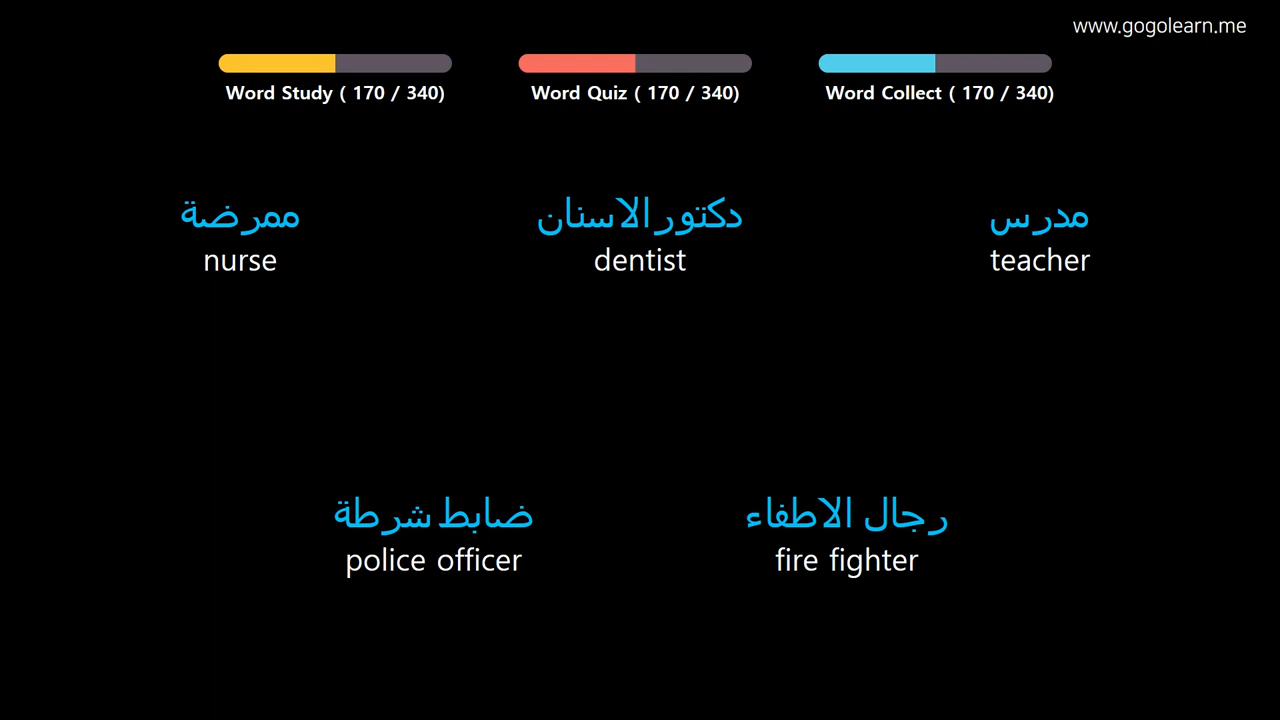 www.gogolearn.me
Word Study ( 170 / 340)
Word Quiz ( 170 / 340)
Word Collect ( 170 / 340)
ممرضة
nurse
دكتور الاسنان
dentist
مدرس
teacher
ضابط شرطة
police officer
رجال الاطفاء
fire fighter